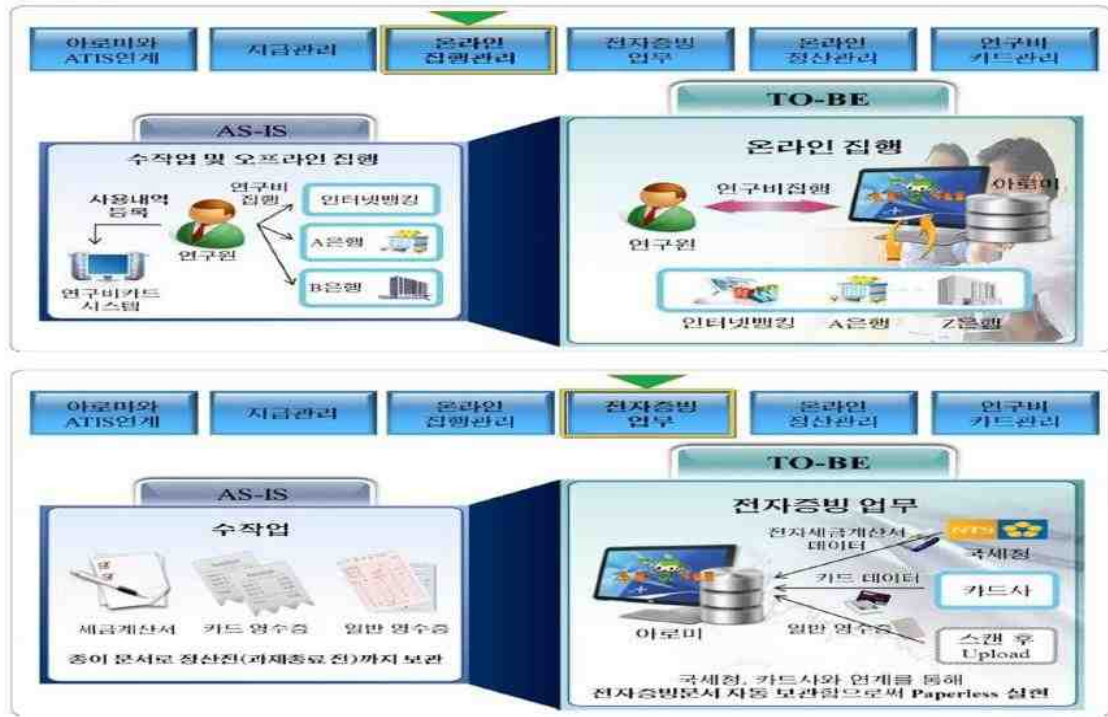 아로미와
ATIS연계
지급관리
온라인
집행관리
전자증빙
업무
온라인
정산관리
연구비
카드관리
AS-IS
수작업 및 오프라인 집행
사용내역
등록
연구비
집행
연구원
연구비카드
시스템
인터넷뱅킹
A은행
B은행
TO-BE
온라인 집행
연구비집행
연구원
아로미
인터넷뱅킹
A은행
Z은행
아로미와
ATIS연계
지급관리
온라인
집행관리
전자증빙
업무
온라인
정산관리
연구비
카드관리
AS-IS
수작업
세금계산서
카드 영수증
일반 영수증
종이 문서로 정산전(과제종료 전)까지 보관
TO-BE
전자증빙 업무
전자세금계산서
데이터
NTS
국세청
카드 데이터
카드사
아로미
일반 영수증
스캔 후
Upload
국세청, 카드사와 연계를 통해
전자증빙문서 자동 보관함으로써 Paperless 실현